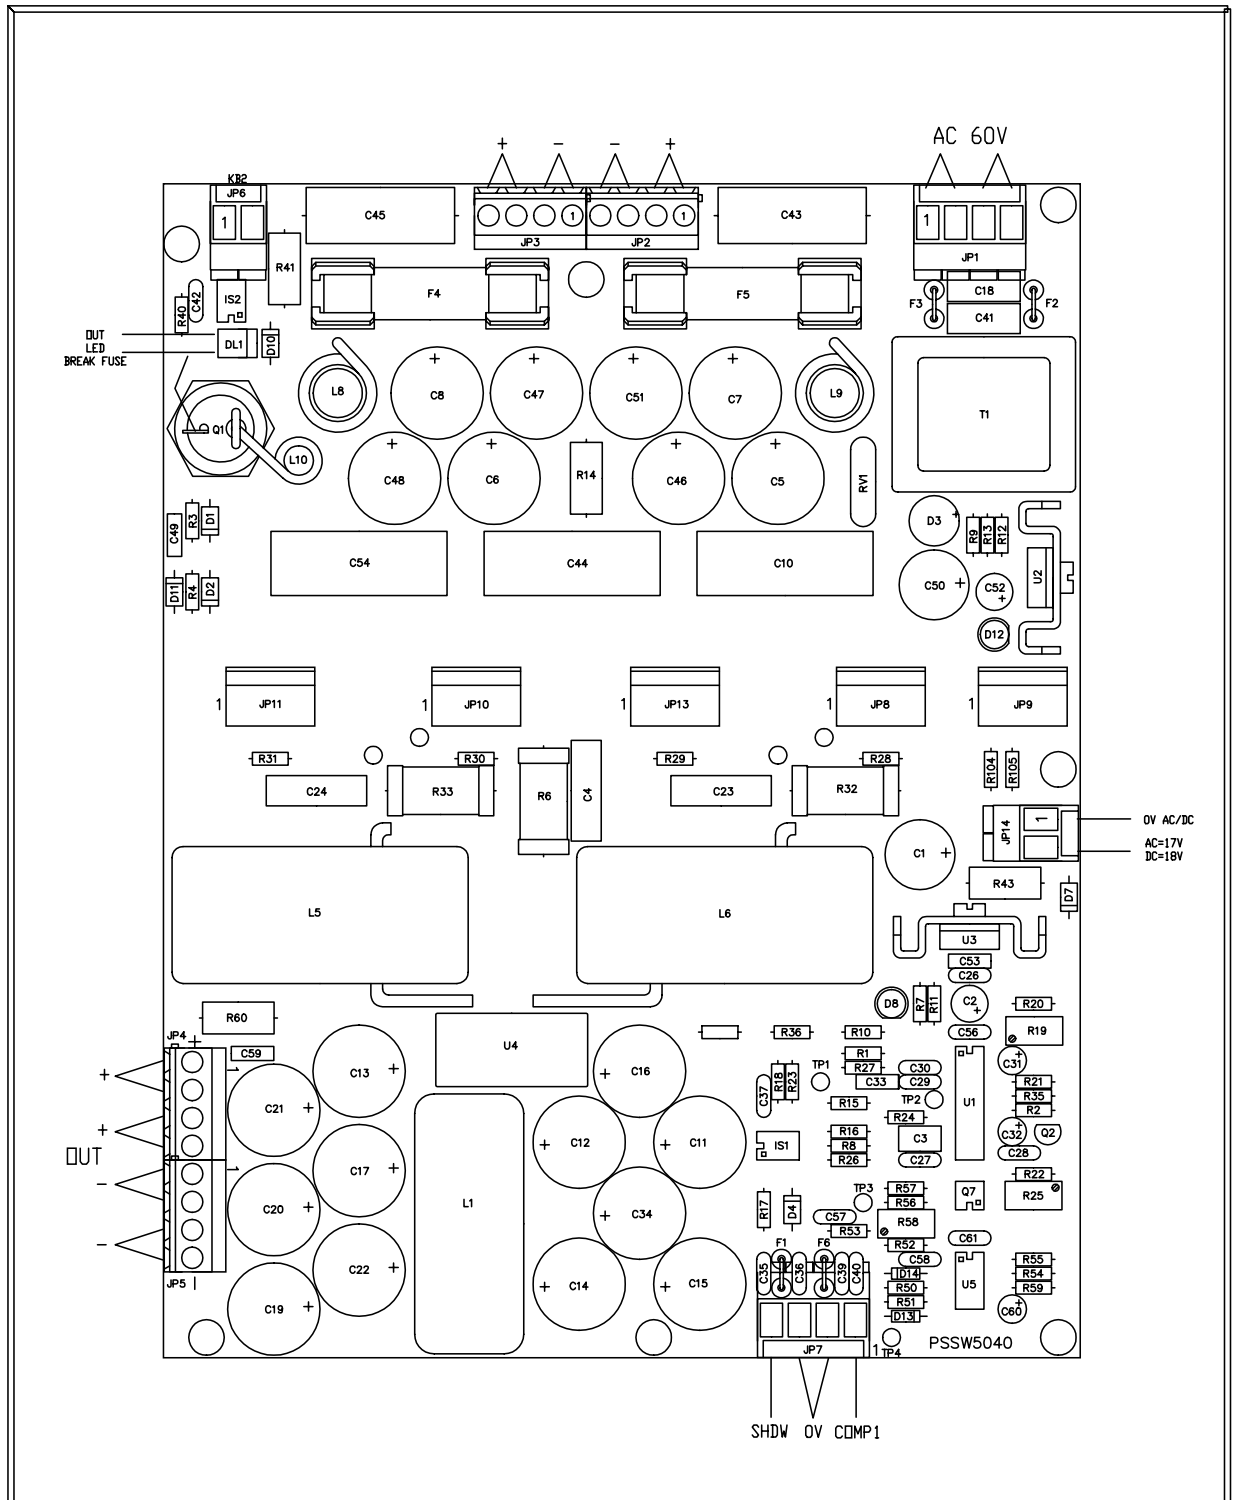 + - - + AC 60V
KB2
JP6
1
C45
1 1
JP3 JP2
C43
1
JP1
R41
IS2
C42
R40
F4
F5
F3
C18
F2
C41
OUT
LED
BREAK FUSE
DL1
D10
L8
+
C8
+
C47
+
C51
+
C7
L9
T1
Q1
L10
+
C48
+
C6
R14
+
C46
+
C5
RV1
C49
R3
D1
D3
+
R9
R13
R12
U2
C54
C44
C10
C50
+
C52
+
D11
R4
D2
D12
1
JP11
1
JP10
1
JP13
1
JP8
1
JP9
R31
R30
R29
R28
R104
R105
C24
R33
R6
C4
C23
R32
JP14
1
0V AC/DC
AC=17V
DC=18V
C1
+
R43
D7
L5
L6
U3
C53
C26
D8
R7
R11
C2
+
R20
R60
JP4
+
U4
R36
R10
C56
R19
C59
1
C13
+
C16
+
R1
R27
C30
C31
+
TP1
C33
C29
R18
R23
C37
R21
+
C21
+
R15
TP2
U1
R35
R2
L1
R24
+
OUT
C12
+
C11
+
IS1
R16
R8
R26
C3
C27
C32
+
Q2
C28
C17
+
1
-
R22
R25
C20
+
C34
+
R17
D4
TP3
R57
R56
Q7
C57
R58
R53
-
F1
F6
R52
C61
C22
+
C14
+
C15
+
C35
C36
C39
C40
C58
D14
R50
R51
D13
U5
R55
R54
R59
C60
+
JP5
-
C19
+
JP7
1
TP4
PSSW5040
SHDW 0V COMP1